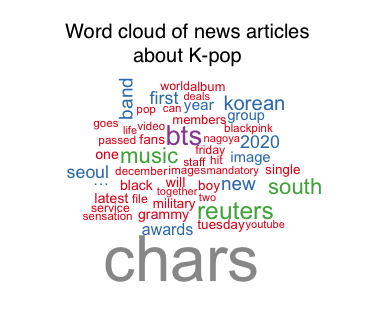 Word cloud of news articles
about K-pop
world album
deals
band first pop can year korean
goes life video members group
blackpink
passed fans bts nagoya 2020
friday
one music staff hit image
seoul december images mandatory single
together
… black will boy new south
latest file military two
service grammy reuters
sensation tuesday youtube
awards
chars